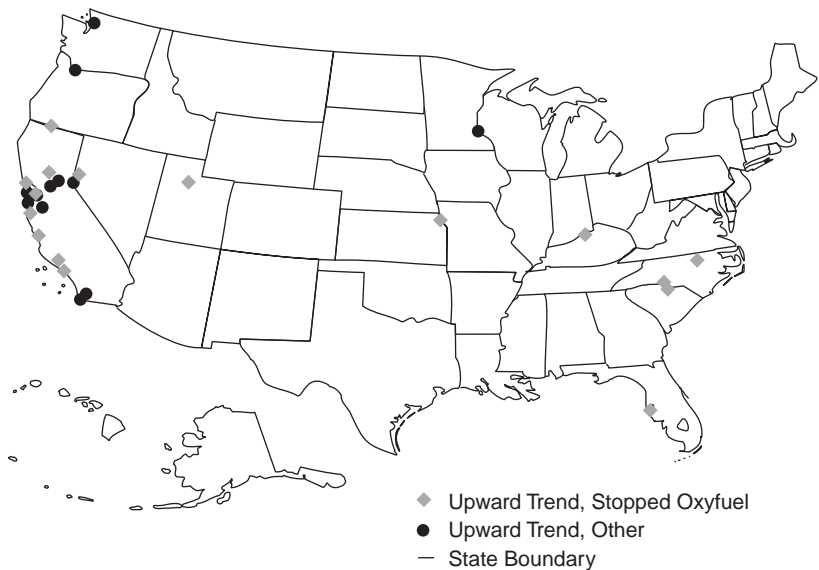 Upward Trend, Stopped Oxyfuel
Upward Trend, Other
State Boundary